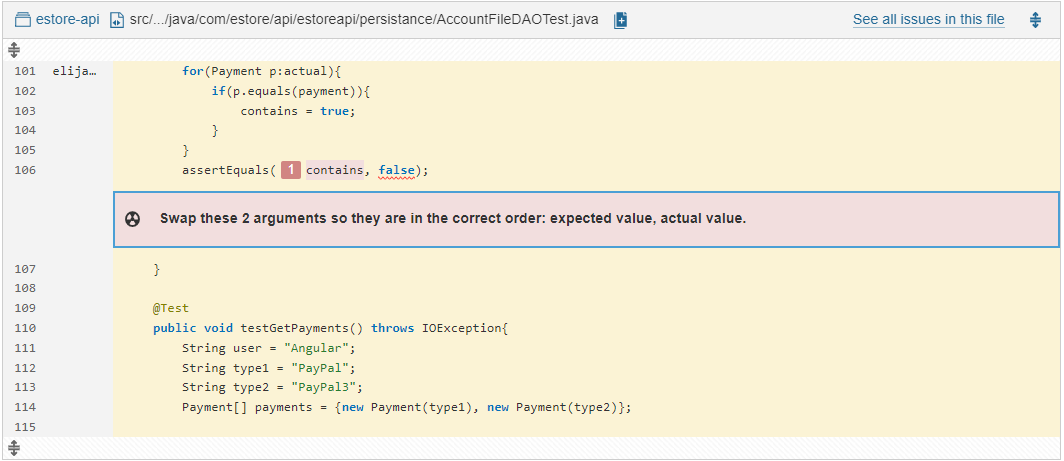 estore-api src/.../java/com/estore/api/estoreapi/persistance/AccountFileDAOTest.java See all issues in this file
101 elija… for(Payment p:actual){
102 if(p.equals(payment)){
103 contains = true;
104 }
105 }
106 assertEquals( 1 contains, false);
Swap these 2 arguments so they are in the correct order: expected value, actual value.
107 }
108
109 @Test
110 public void testGetPayments() throws IOException{
111 String user = "Angular";
112 String type1 = "PayPal";
113 String type2 = "PayPal3";
114 Payment[] payments = {new Payment(type1), new Payment(type2)};
115